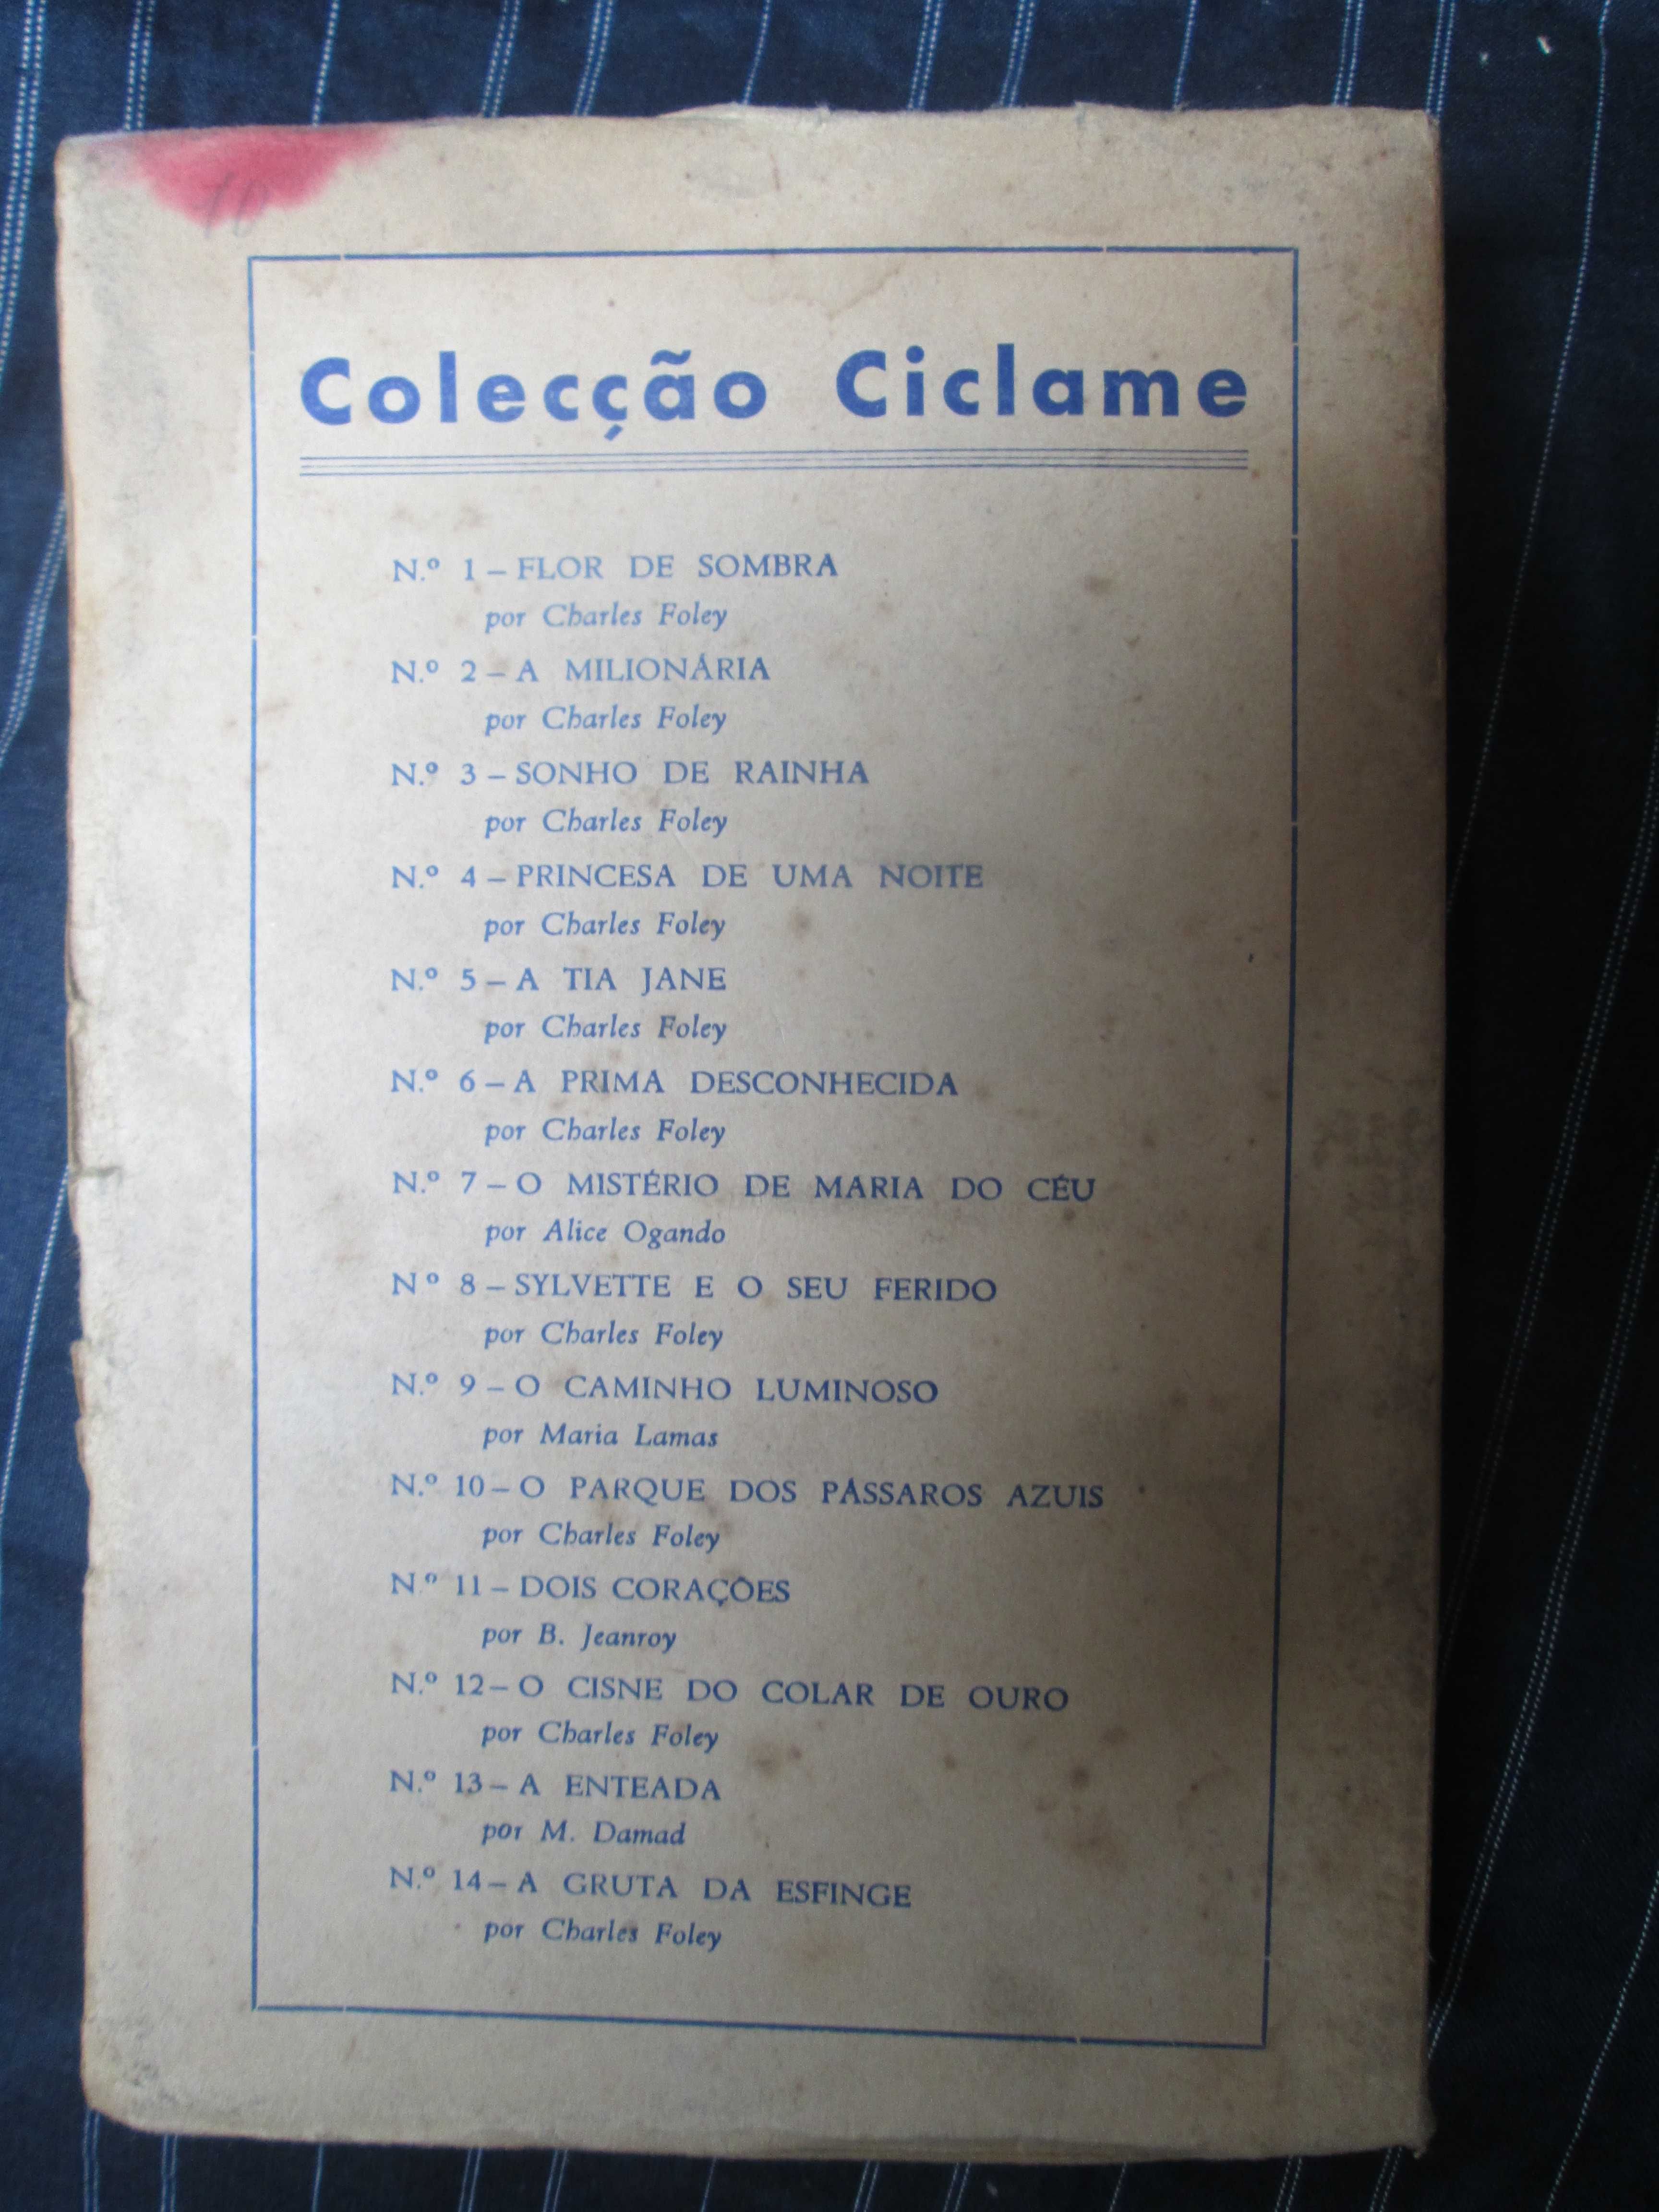 10
Colecção Ciclame
N.º 1 – FLOR DE SOMBRA
por Charles Foley
N.º 2 – A MILIONÁRIA
por Charles Foley
N.º 3 – SONHO DE RAINHA
por Charles Foley
N.º 4 – PRINCESA DE UMA NOITE
por Charles Foley
N.º 5 – A TIA JANE
por Charles Foley
N.º 6 – A PRIMA DESCONHECIDA
por Charles Foley
N.º 7 – O MISTÉRIO DE MARIA DO CÉU
por Alice Ogando
Nº 8 – SYLVETTE E O SEU FERIDO
por Charles Foley
N.º 9 – O CAMINHO LUMINOSO
por Maria Lamas
N.º 10 – O PARQUE DOS PÁSSAROS AZUIS
por Charles Foley
N.º 11 – DOIS CORAÇÕES
por B. Jeanroy
N.º 12 – O CISNE DO COLAR DE OURO
por Charles Foley
N.º 13 – A ENTEADA
por M. Damad
N.º 14 – A GRUTA DA ESFINGE
por Charles Foley